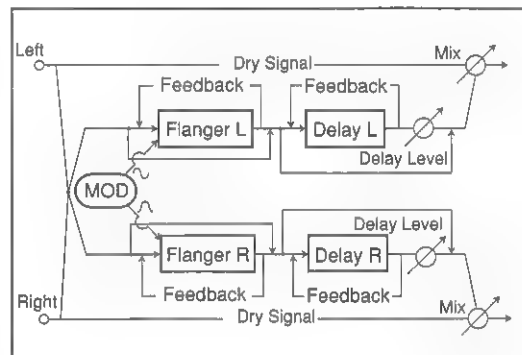 Left
Mix
Dry Signal
Feedback
Feedback
Flanger L
Delay L
Delay Level
MOD
Delay Level
Flanger R
Delay R
Feedback
Feedback
Mix
Right
Dry Signal